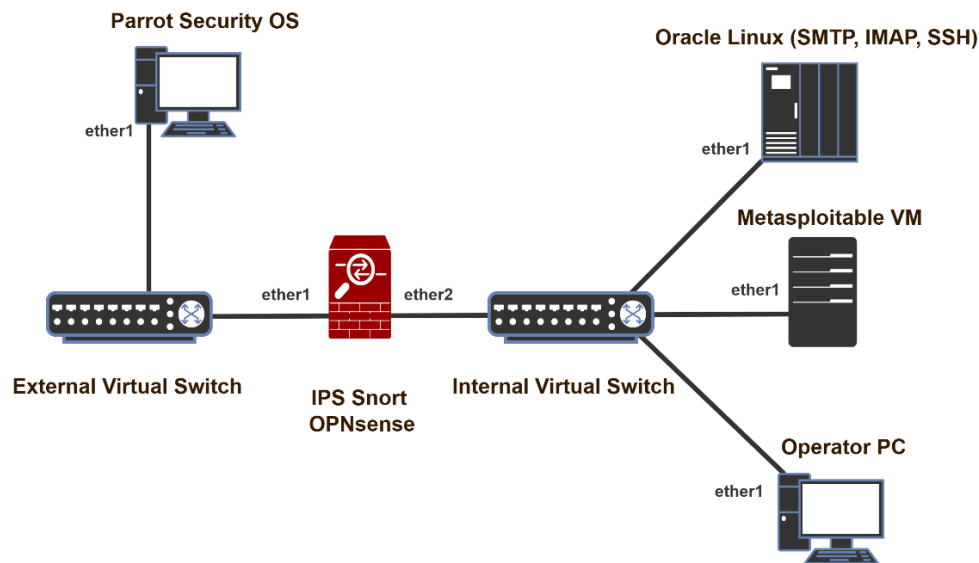 Parrot Security OS
Oracle Linux (SMTP, IMAP, SSH)
ether1
ether1
Metasploitable VM
ether1
ether2
ether1
External Virtual Switch
IPS Snort
OPNsense
Internal Virtual Switch
Operator PC
ether1